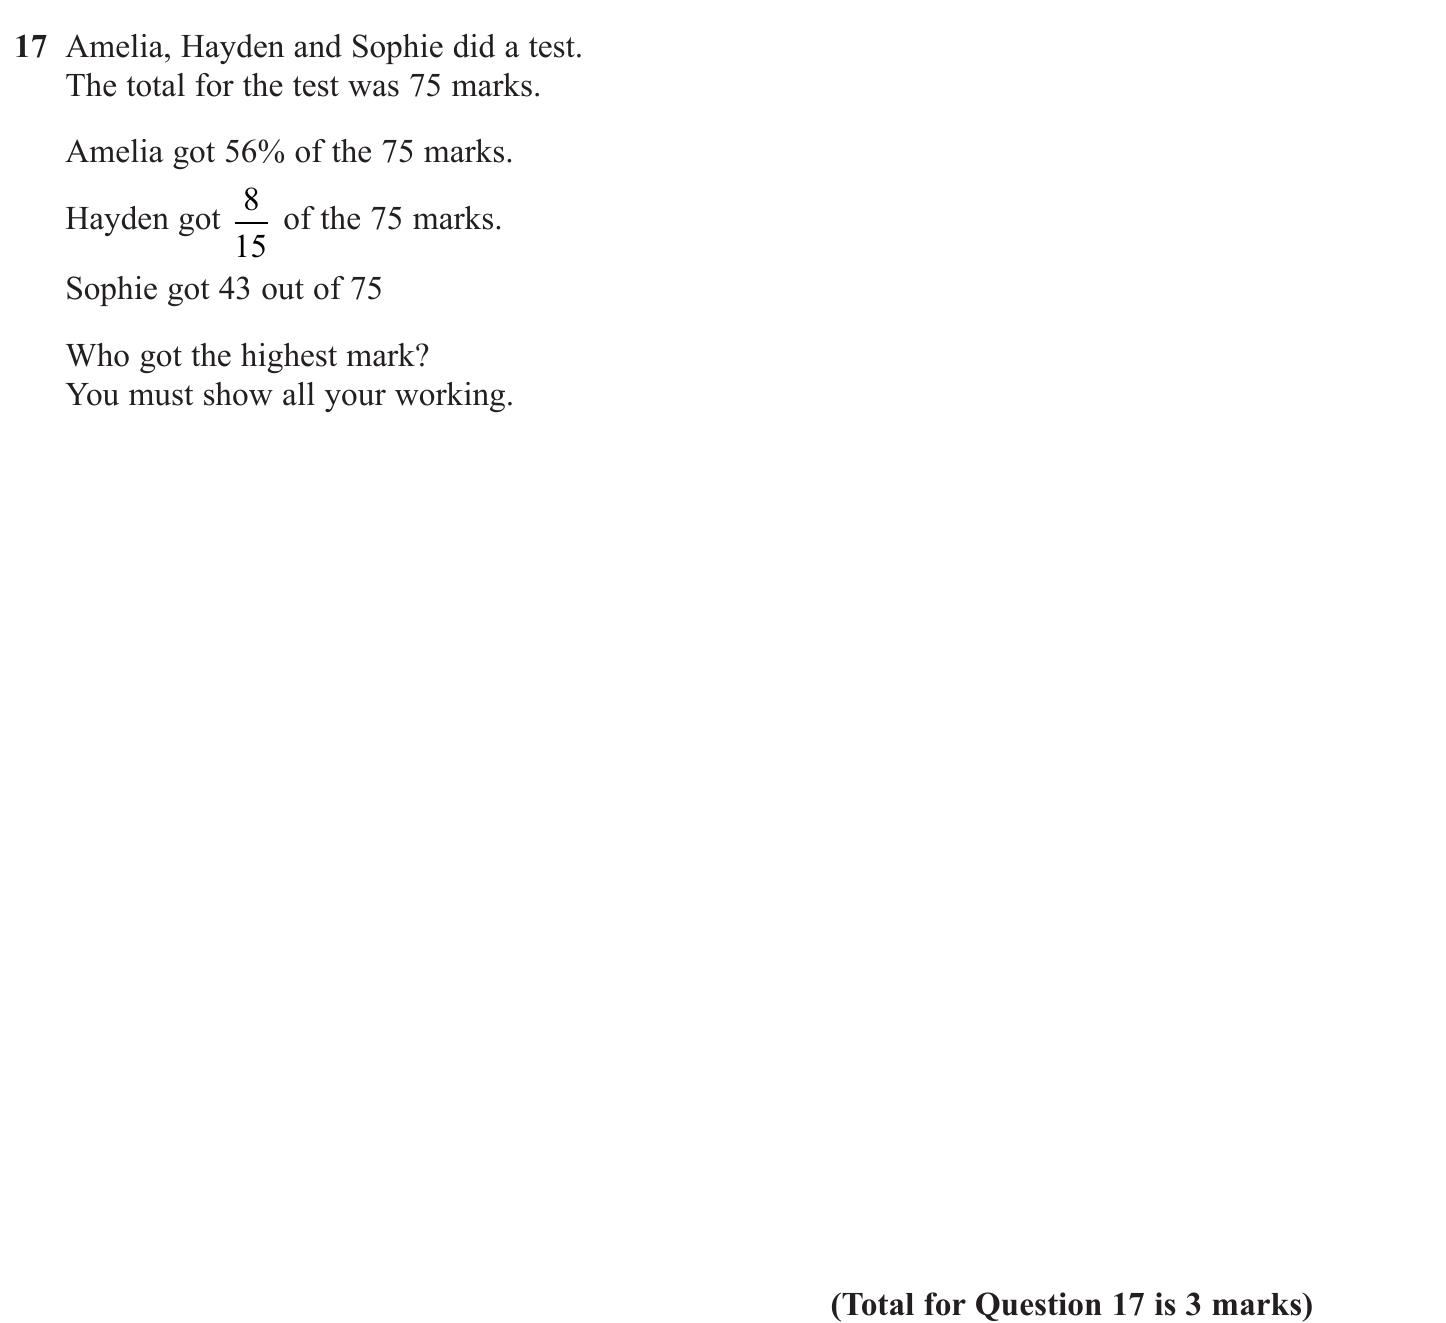 17 Amelia, Hayden and Sophie did a test.
The total for the test was 75 marks.
Amelia got 56% of the 75 marks.
Hayden got 8/15 of the 75 marks.
Sophie got 43 out of 75
Who got the highest mark?
You must show all your working.
(Total for Question 17 is 3 marks)